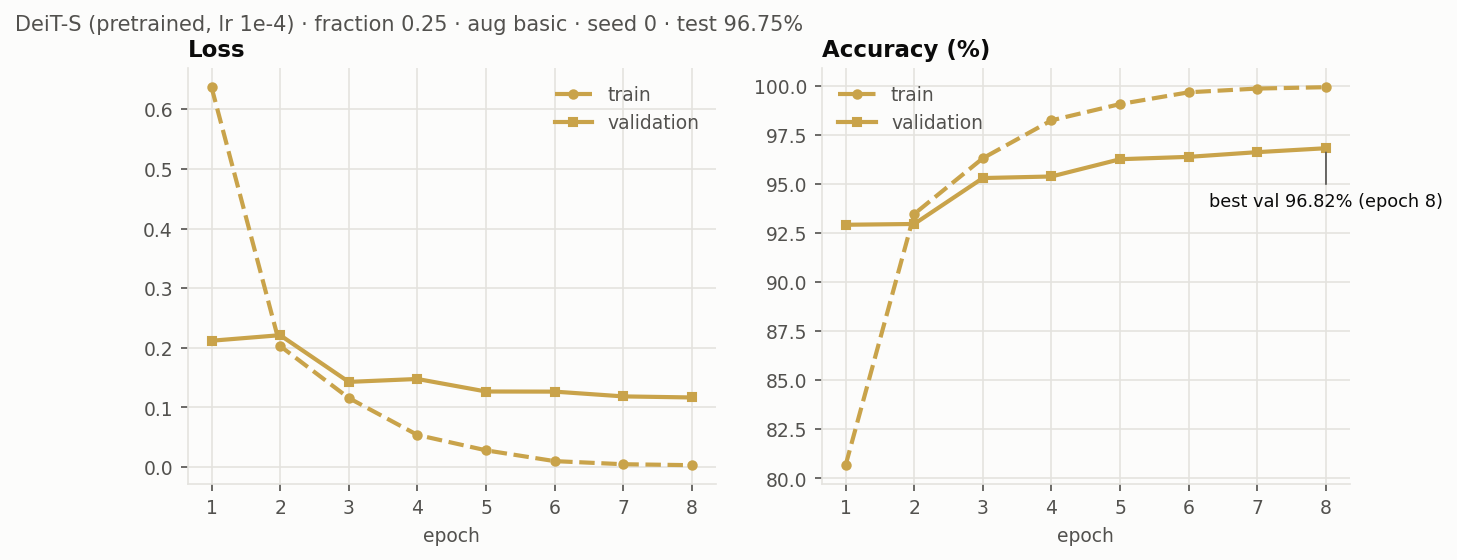 DeiT-S (pretrained, lr 1e-4) · fraction 0.25 · aug basic · seed 0 · test 96.75%
Loss
train
validation
0.6
0.5
0.4
0.3
0.2
0.1
0.0
1 2 3 4 5 6 7 8
epoch
Accuracy (%)
train
validation
100.0
97.5
95.0
92.5
90.0
87.5
85.0
82.5
80.0
best val 96.82% (epoch 8)
1 2 3 4 5 6 7 8
epoch